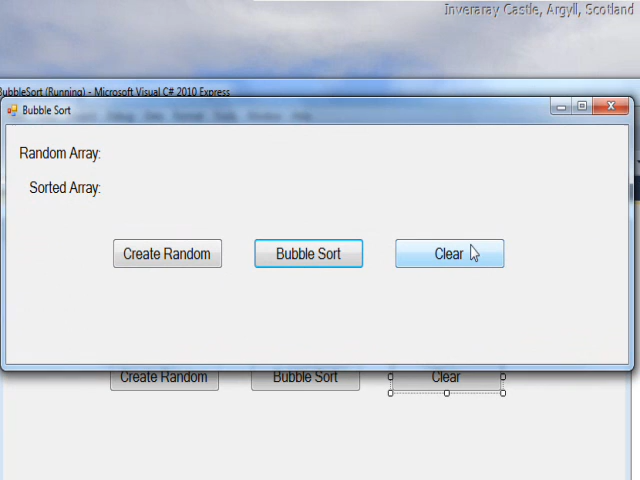 Inveraray Castle, Argyll, Scotland
BubbleSort (Running) - Microsoft Visual C# 2010 Express
Bubble Sort
Random Array:
Sorted Array:
Create Random Bubble Sort Clear
Create Random Bubble Sort Clear